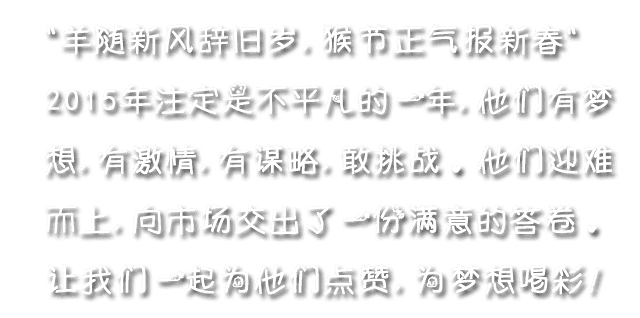 "羊随新风辞旧岁，猴节正气报新春"
2015年注定是不平凡的一年，他们有梦
想，有激情，有谋略，敢挑战。他们迎难
而上，向市场交出了一份满意的答卷。
让我们一起为他们点赞，为梦想喝彩！